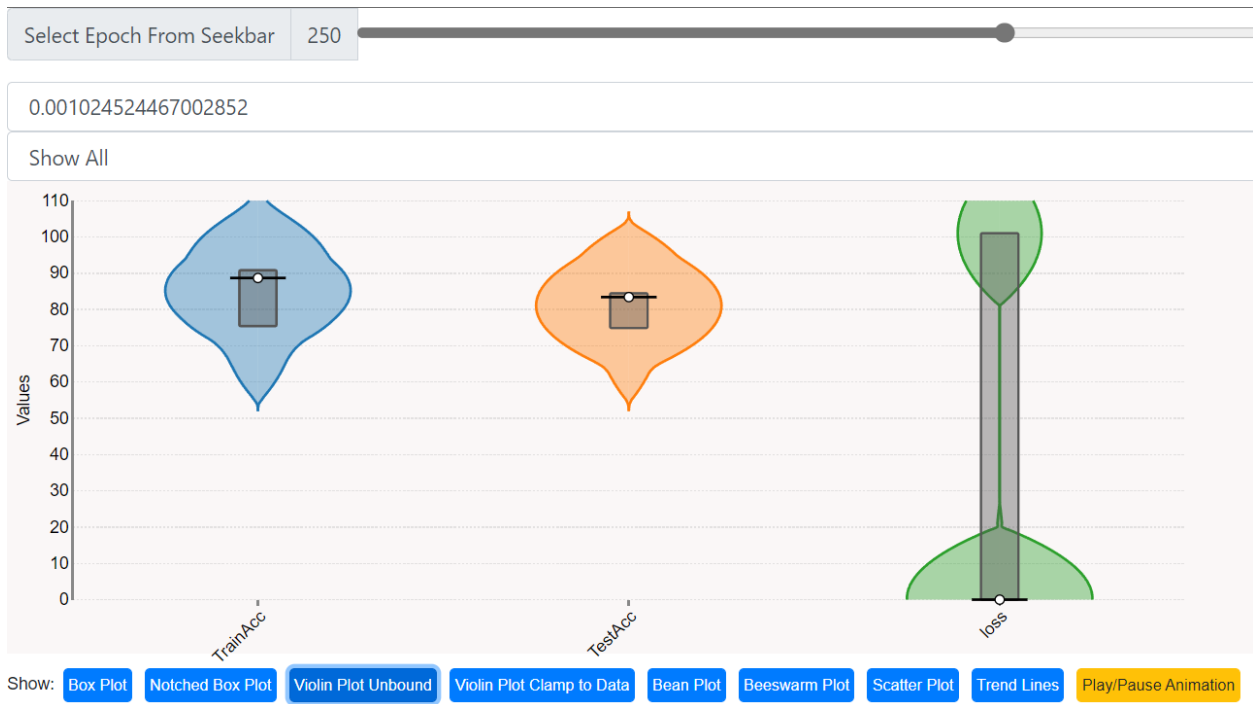 Select Epoch From Seekbar 250
0.001024524467002852
Show All
110
100
90
80
70
60
50
40
30
20
10
0
Values
TrainAcc TestAcc loss
Show: Box Plot Notched Box Plot Violin Plot Unbound Violin Plot Clamp to Data Bean Plot Beeswarm Plot Scatter Plot Trend Lines Play/Pause Animation